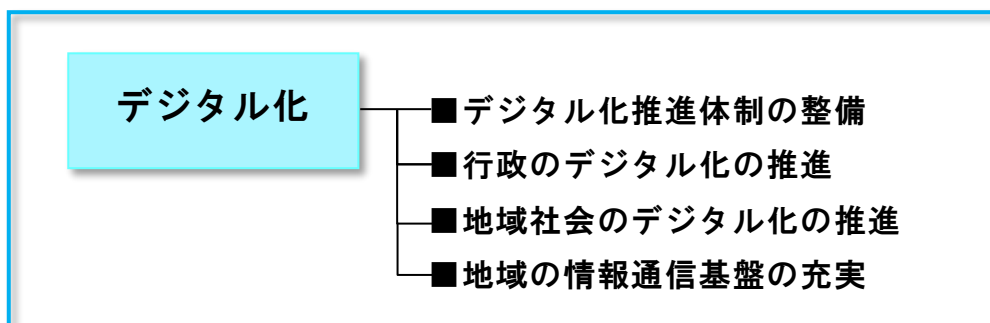 デジタル化
■デジタル化推進体制の整備
■行政のデジタル化の推進
■地域社会のデジタル化の推進
■地域の情報通信基盤の充実